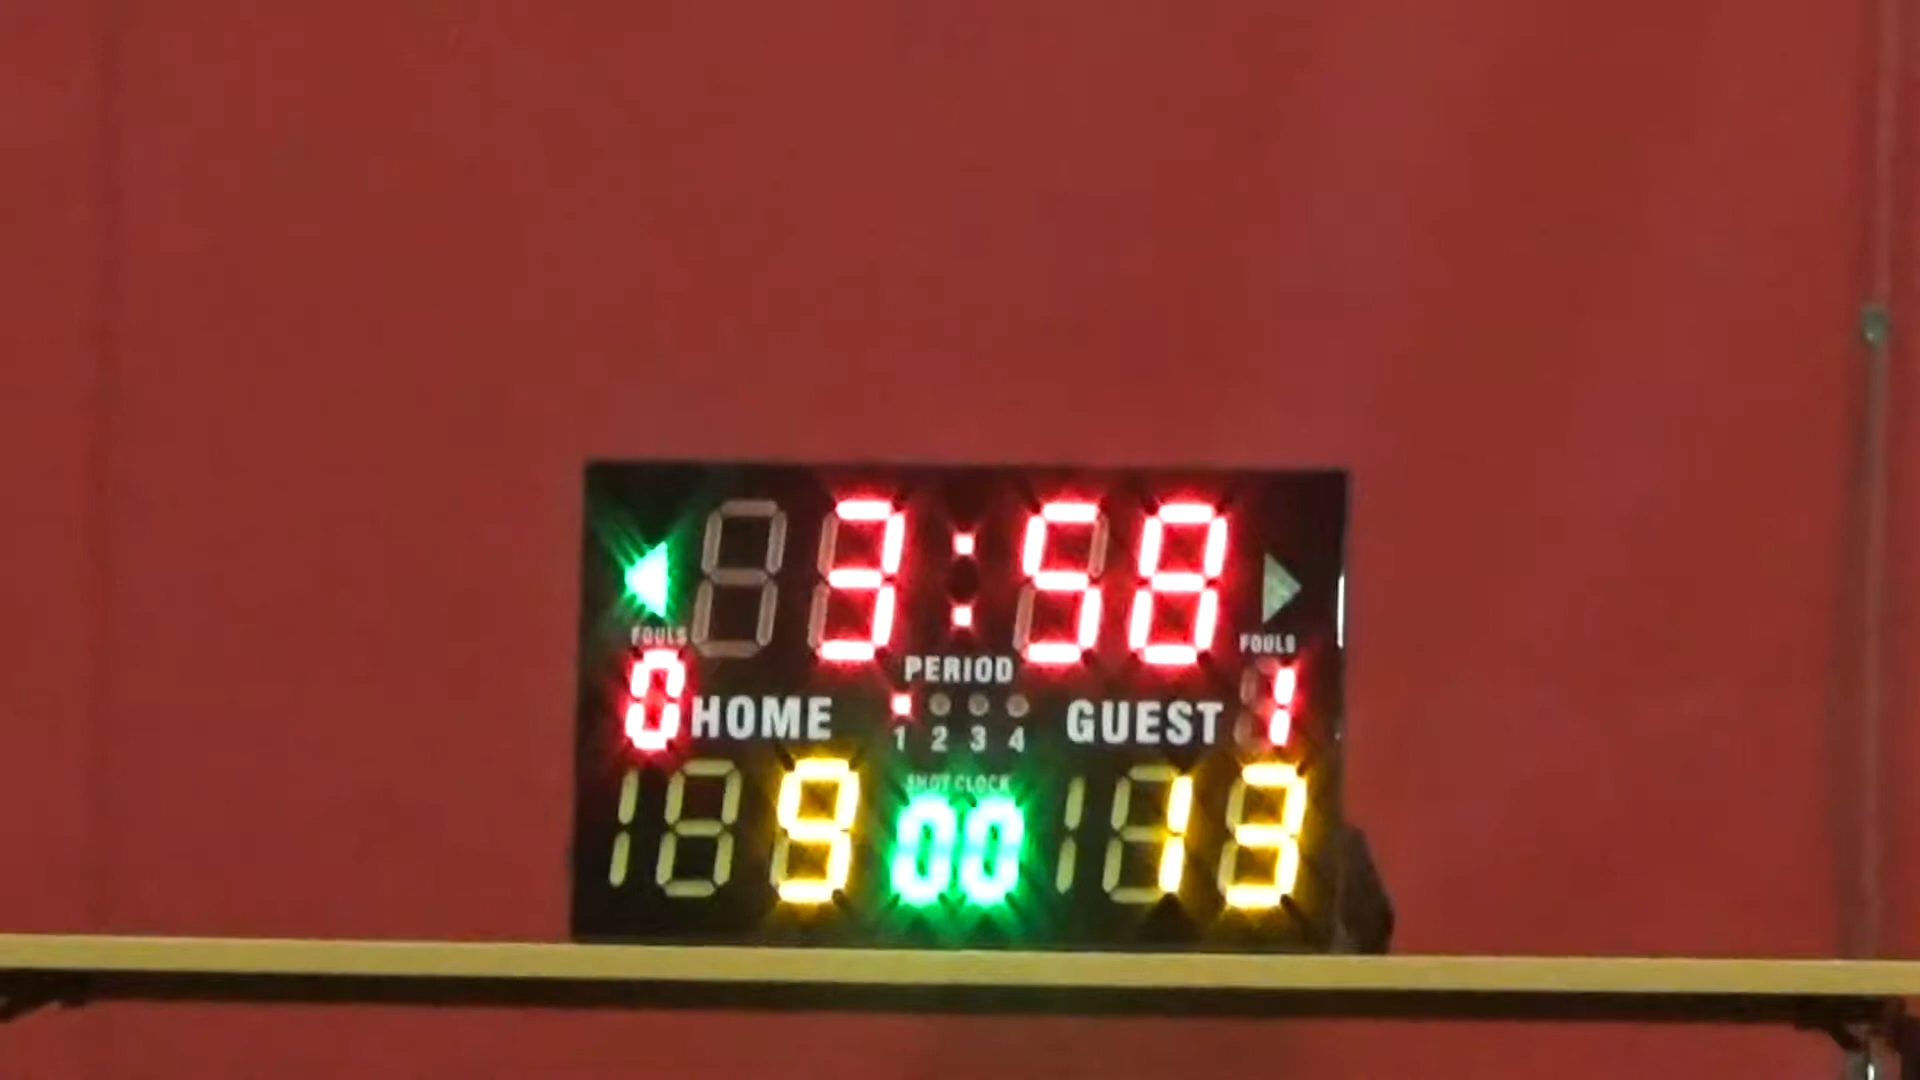 3:58
FOULS PERIOD FOULS
0 HOME 1 2 3 4 GUEST 1
SHOT CLOCK
9 00 13